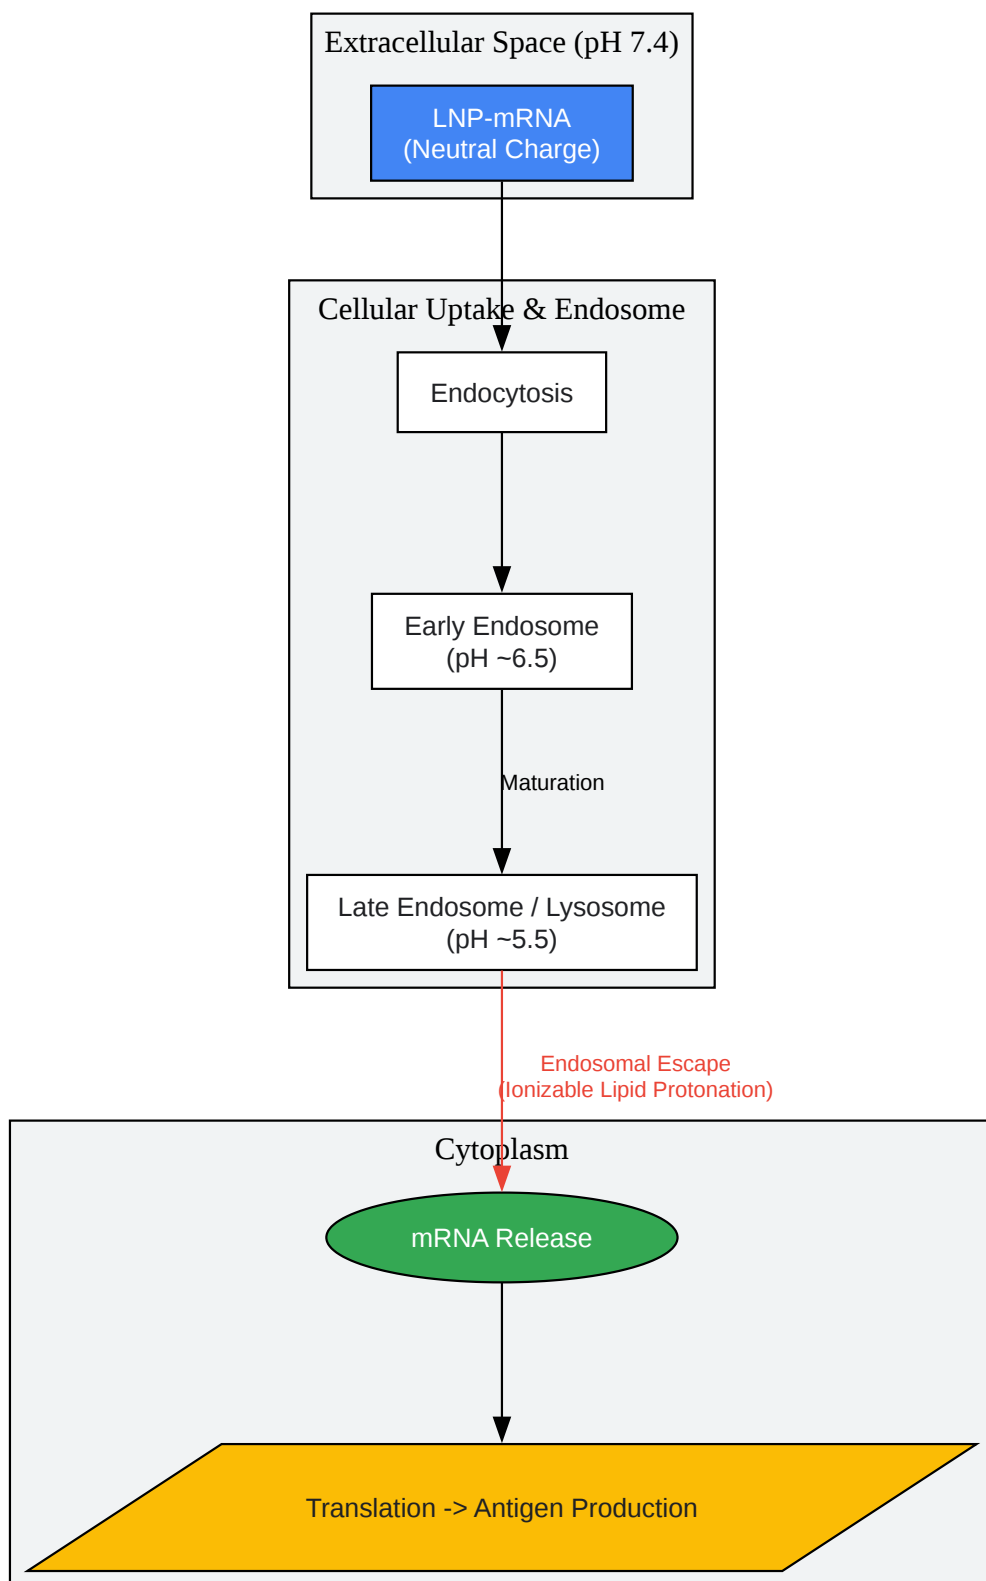 Extracellular Space (pH 7.4)
LNP-mRNA
(Neutral Charge)
Cellular Uptake & Endosome
Endocytosis
Early Endosome
(pH ~6.5)
Maturation
Late Endosome / Lysosome
(pH ~5.5)
Endosomal Escape
(Ionizable Lipid Protonation)
Cytoplasm
mRNA Release
Translation -> Antigen Production